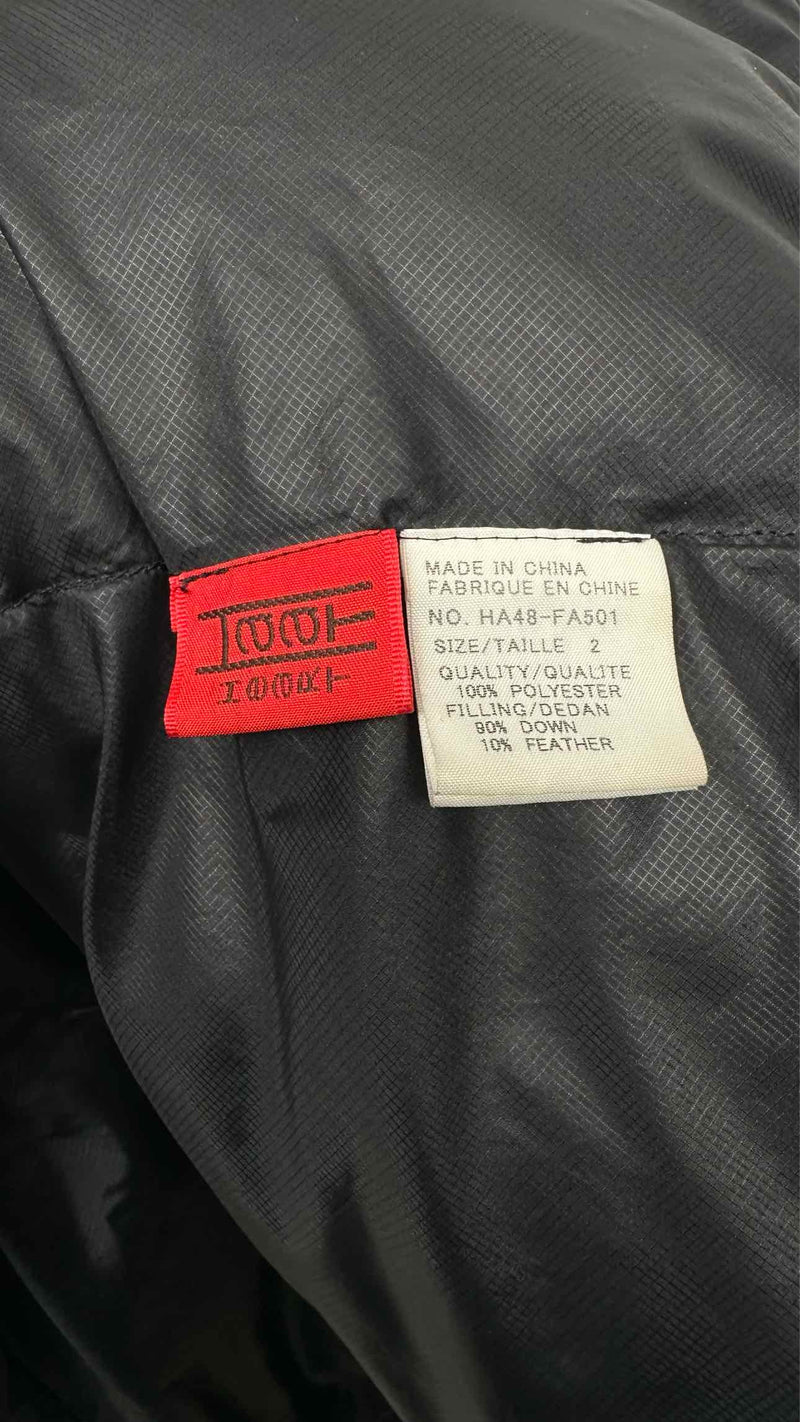 MADE IN CHINA
FABRIQUE EN CHINE
NO. HA48-FA501
SIZE/TAILLE 2
QUALITY/QUALITE
100% POLYESTER
FILLING/DEDAN
90% DOWN
10% FEATHER